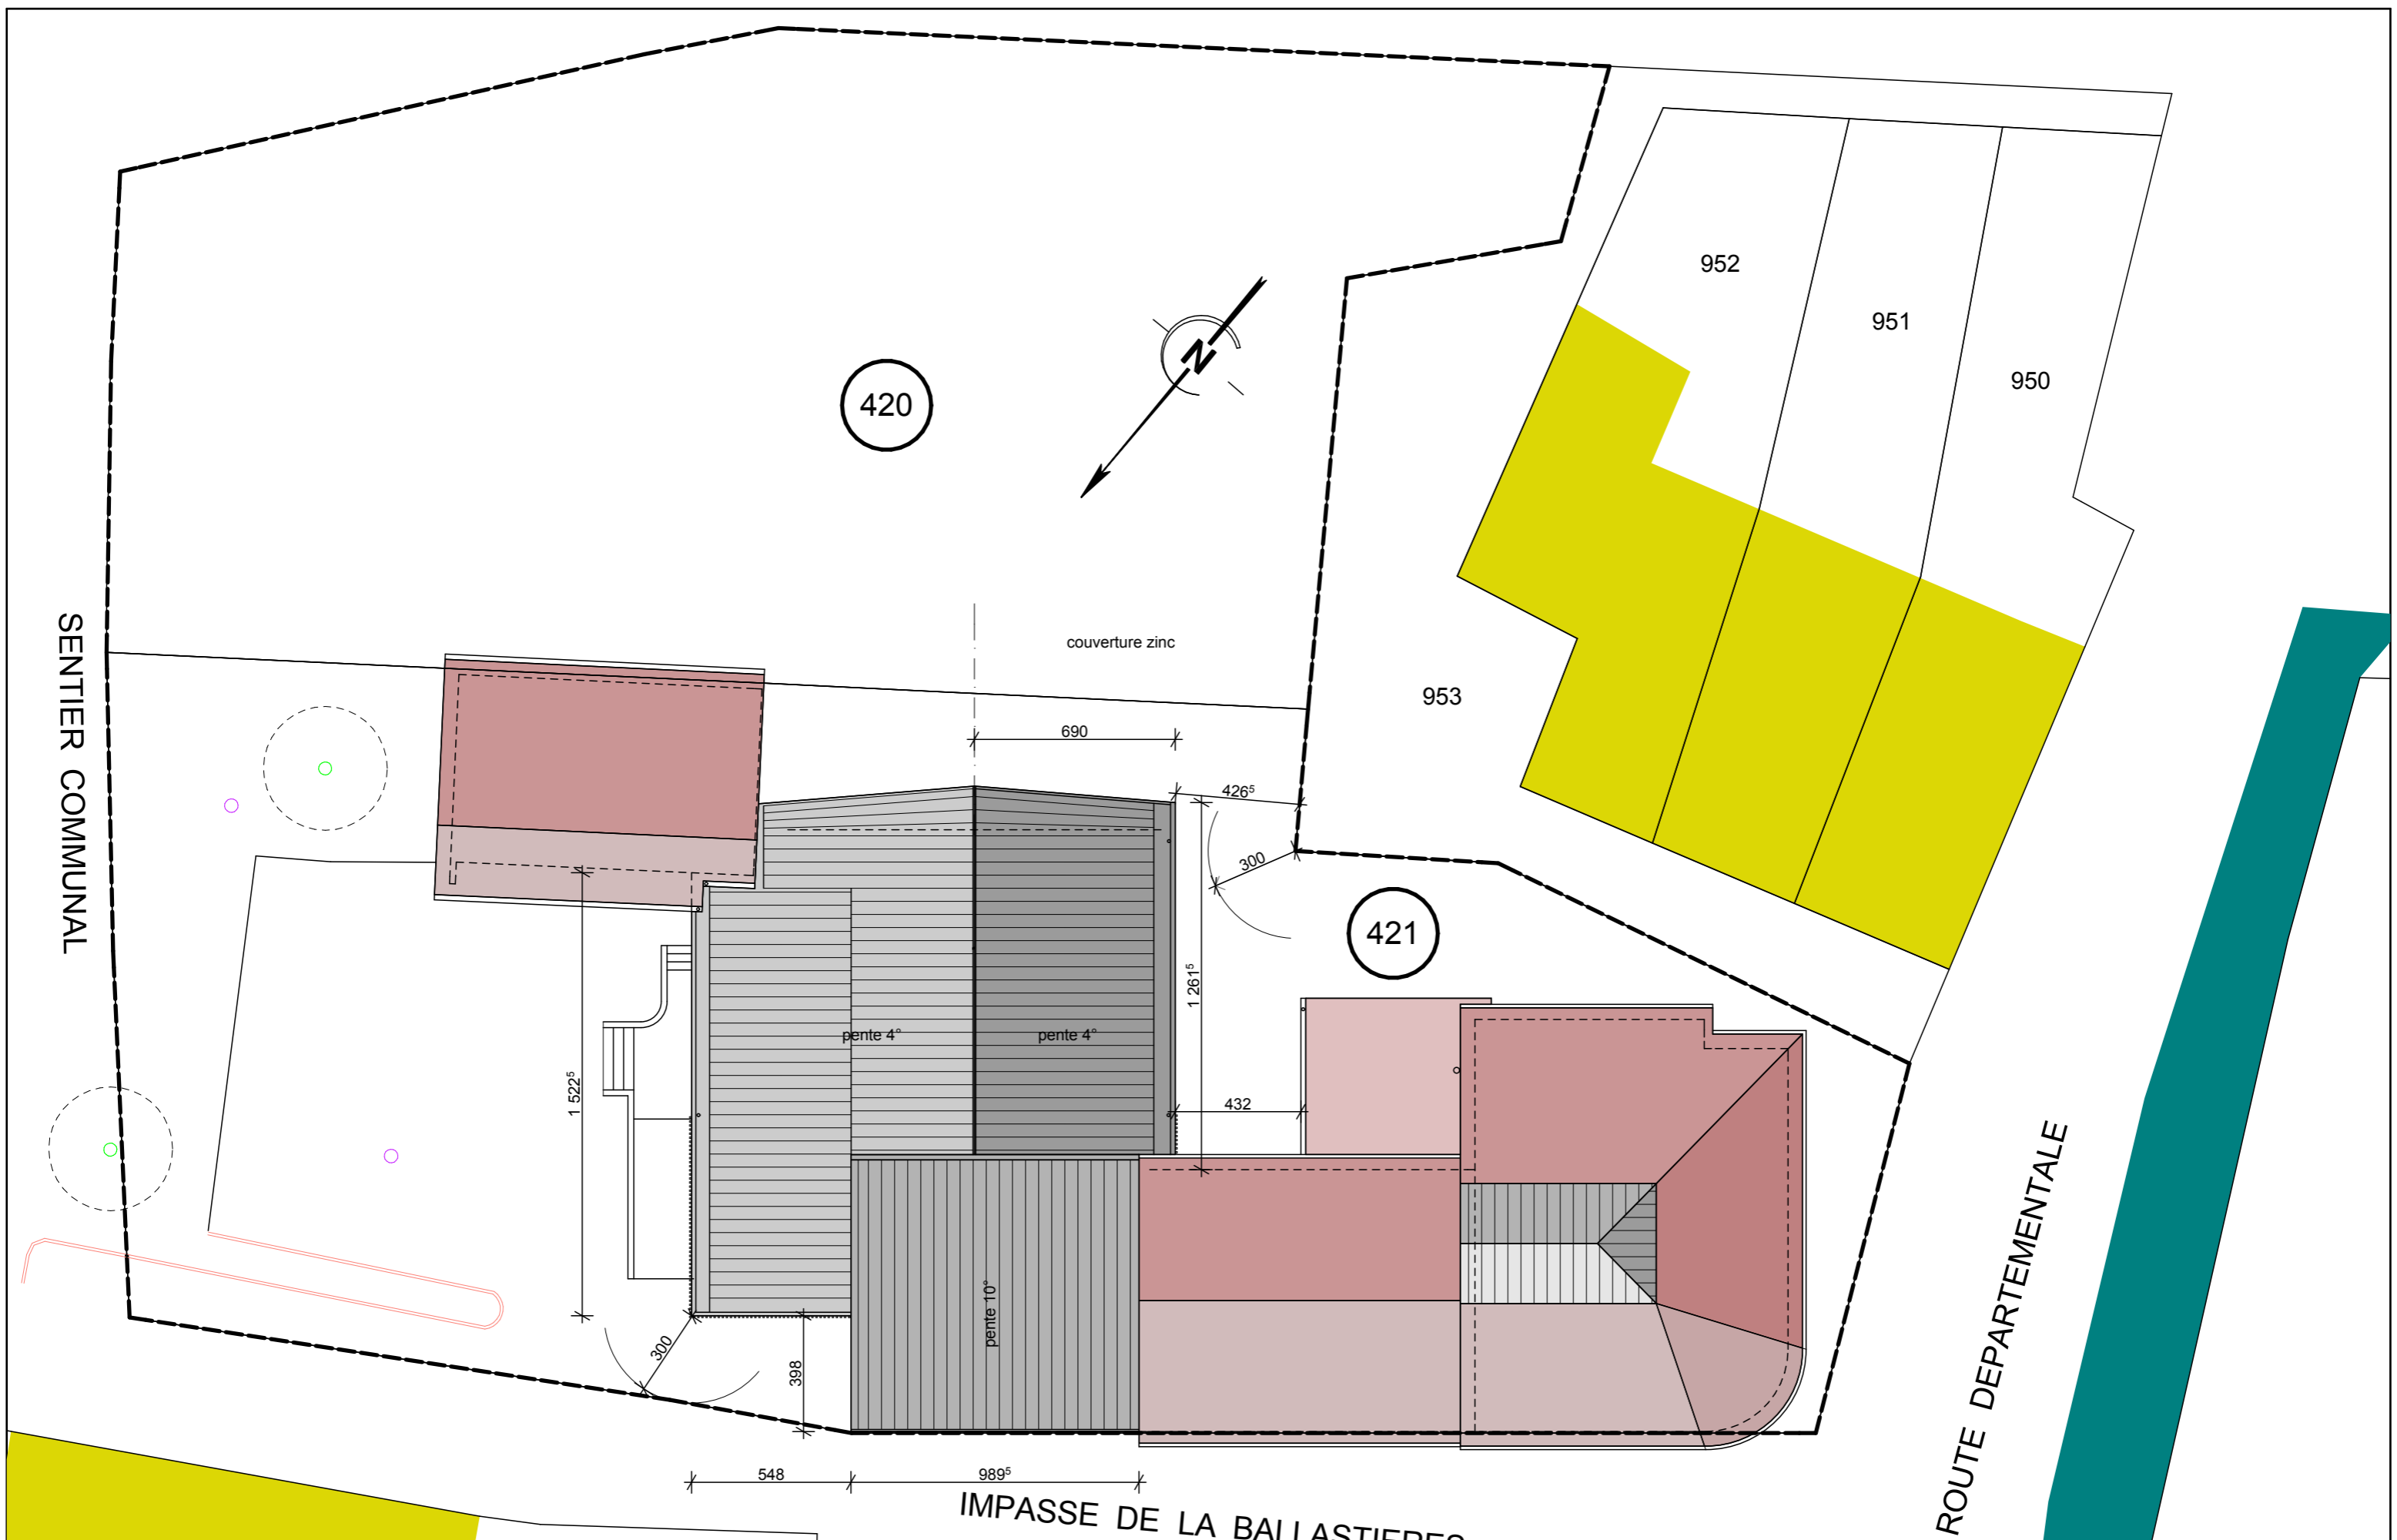 952
951
950
N
420
SENTIER COMMUNAL
couverture zinc
953
690
426⁵
300
421
1 261⁵
pente 4°
pente 4°
1 522⁵
432
ROUTE DEPARTEMENTALE
pente 10°
300
398
548
989⁵
IMPASSE DE LA BALLASTIERES